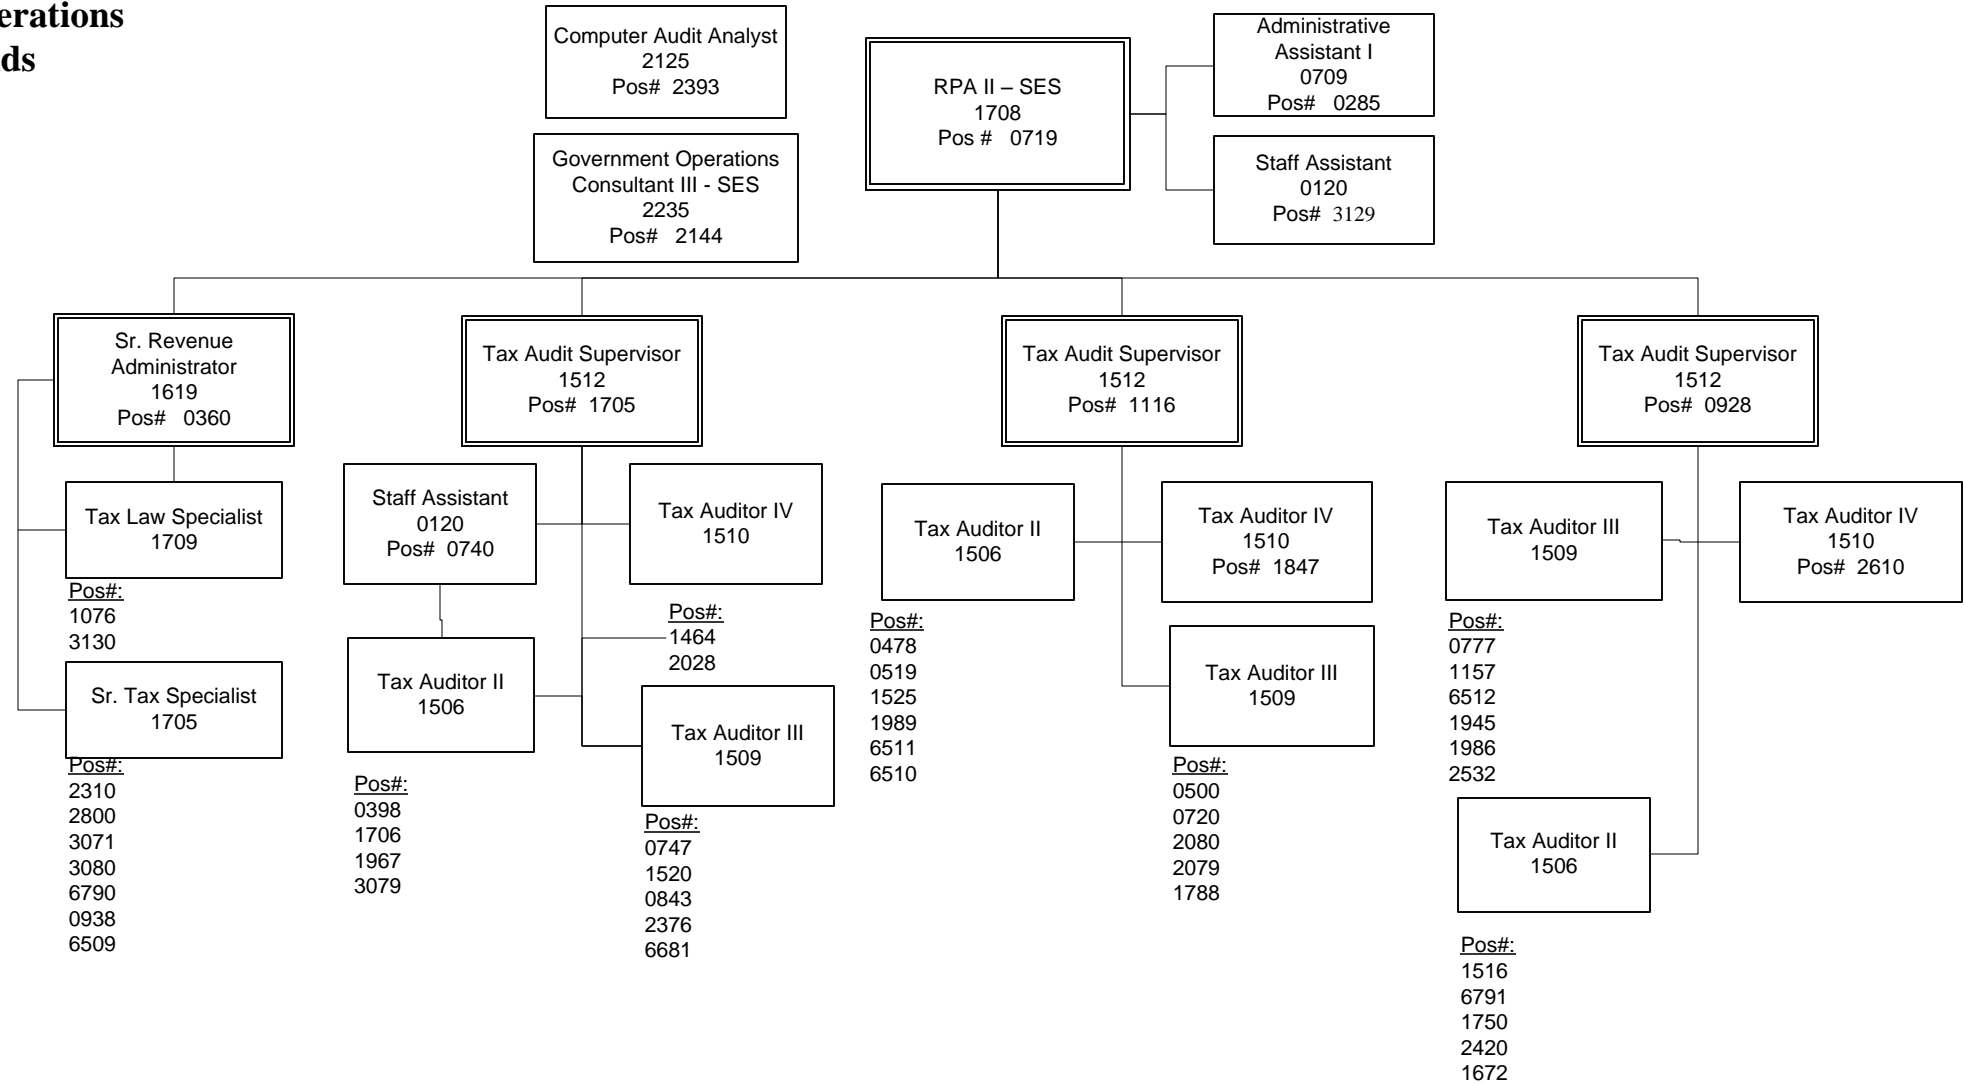 erations
ds
Computer Audit Analyst
2125
Pos# 2393
Government Operations
Consultant III - SES
2235
Pos# 2144
RPA II – SES
1708
Pos # 0719
Administrative
Assistant I
0709
Pos# 0285
Staff Assistant
0120
Pos# 3129
Sr. Revenue
Administrator
1619
Pos# 0360
Tax Audit Supervisor
1512
Pos# 1705
Tax Audit Supervisor
1512
Pos# 1116
Tax Audit Supervisor
1512
Pos# 0928
Tax Law Specialist
1709
Pos#:
1076
3130
Sr. Tax Specialist
1705
Pos#:
2310
2800
3071
3080
6790
0938
6509
Staff Assistant
0120
Pos# 0740
Tax Auditor IV
1510
Pos#:
1464
2028
Tax Auditor II
1506
Pos#:
0398
1706
1967
3079
Tax Auditor III
1509
Pos#:
0747
1520
0843
2376
6681
Tax Auditor II
1506
Pos#:
0478
0519
1525
1989
6511
6510
Tax Auditor IV
1510
Pos# 1847
Tax Auditor III
1509
Pos#:
0500
0720
2080
2079
1788
Tax Auditor III
1509
Pos#:
0777
1157
6512
1945
1986
2532
Tax Auditor IV
1510
Pos# 2610
Tax Auditor II
1506
Pos#:
1516
6791
1750
2420
1672